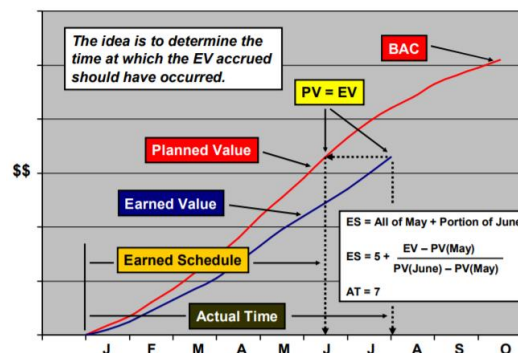 The idea is to determine the
time at which the EV accrued
should have occurred.
BAC
PV = EV
Planned Value
$$
Earned Value
ES = All of May + Portion of June
ES = 5 + EV – PV(May)
PV(June) – PV(May)
AT = 7
Earned Schedule
Actual Time
J F M A M J J A S O